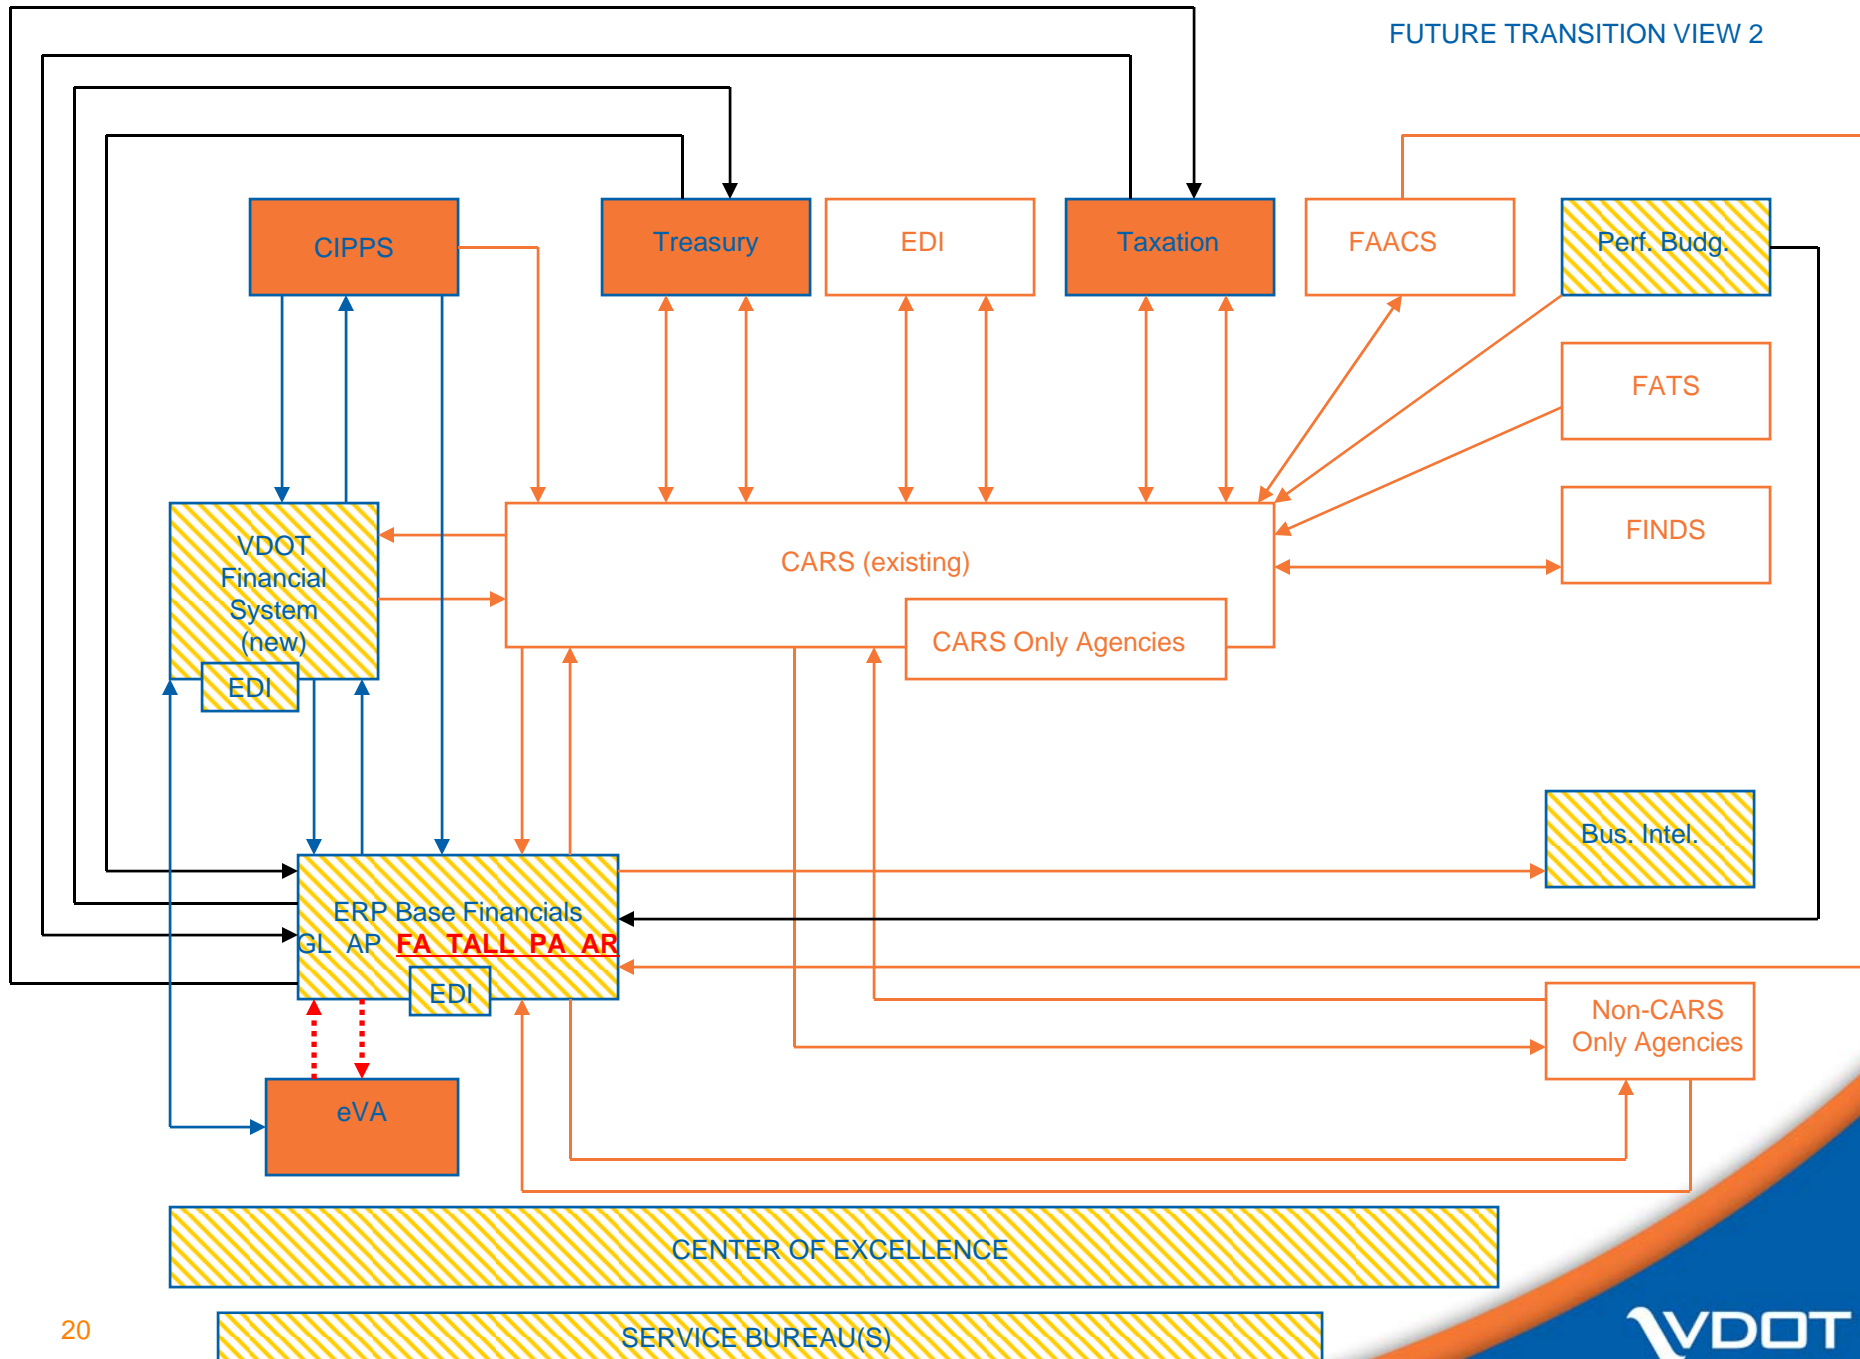 FUTURE TRANSITION VIEW 2
CIPPS
Treasury
EDI
Taxation
FAACS
Perf. Budg.
FATS
FINDS
VDOT
Financial
System
(new)
EDI
CARS (existing)
CARS Only Agencies
Bus. Intel.
ERP Base Financials
GL AP FA TALL PA AR
EDI
Non-CARS
Only Agencies
eVA
CENTER OF EXCELLENCE
SERVICE BUREAU(S)
20
VDOT